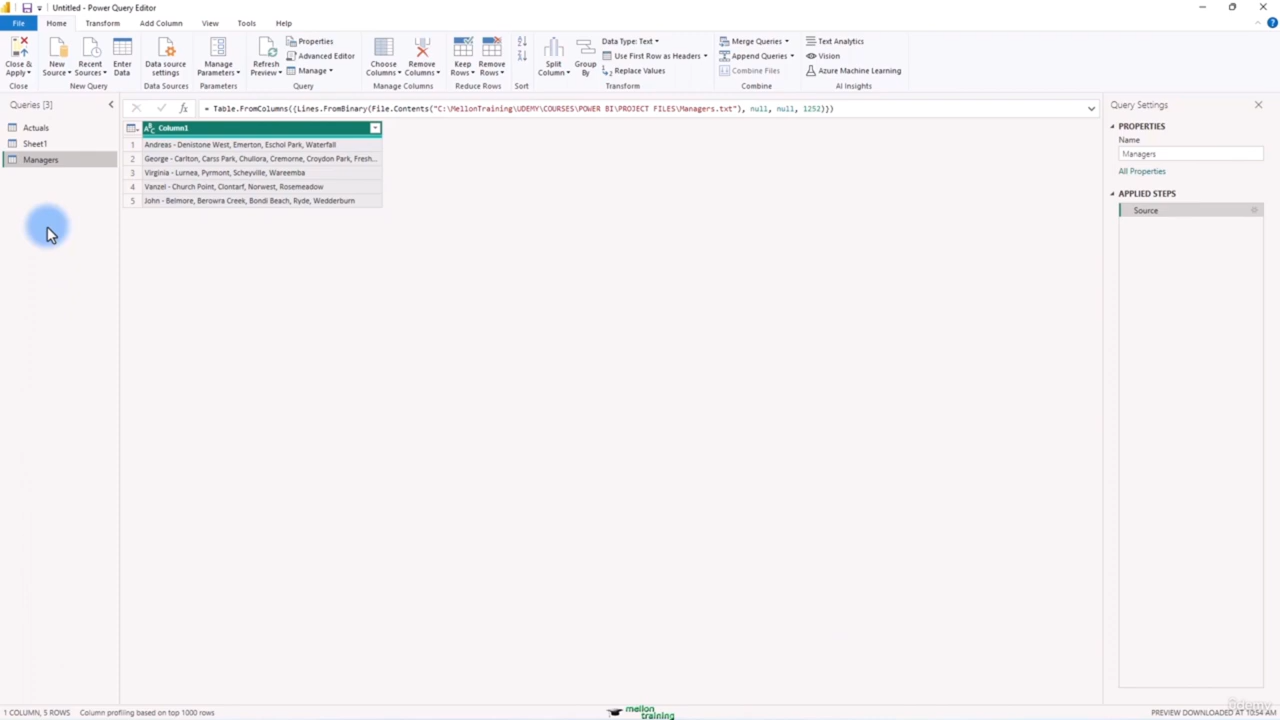 Untitled - Power Query Editor
File Home Transform Add Column View Tools Help
Close & Apply
New Source
Recent Sources
Enter Data
Data source settings
Manage Parameters
Refresh Preview
Properties
Advanced Editor
Manage
Choose Columns
Remove Columns
Keep Rows
Remove Rows
Split Column
Group By
Data Type: Text
Use First Row as Headers
Replace Values
Merge Queries
Append Queries
Combine Files
Text Analytics
Vision
Azure Machine Learning
Close New Query Data Sources Parameters Query Manage Columns Reduce Rows Sort Transform Combine AI Insights
Queries [3]
Actuals
Sheet1
Managers
= Table.FromColumns({Lines.FromBinary(File.Contents("C:\MellonTraining\UDEMY\COURSES\POWER BI\PROJECT FILES\Managers.txt"), null, null, 1252)})
Column1
1 Andreas - Denistone West, Emerton, Eschol Park, Waterfall
2 George - Carlton, Carss Park, Chullora, Cremorne, Croydon Park, Fresh...
3 Virginia - Lurnea, Pyrmont, Scheyville, Wareemba
4 Vanzel - Church Point, Clontarf, Norwest, Rosemeadow
5 John - Belmore, Berowra Creek, Bondi Beach, Ryde, Wedderburn
Query Settings
PROPERTIES
Name
Managers
All Properties
APPLIED STEPS
Source
1 COLUMN, 5 ROWS Column profiling based on top 1000 rows
mellon
training
ûdemy
PREVIEW DOWNLOADED AT 10:54 AM